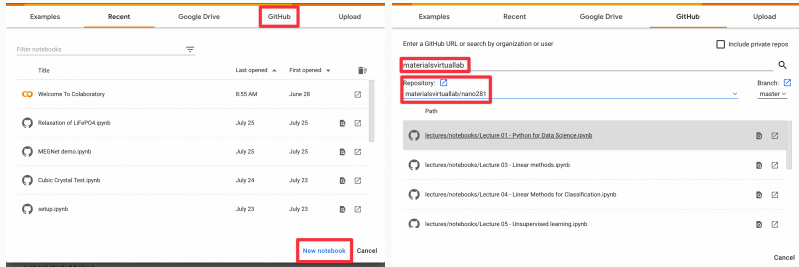 Examples Recent Google Drive GitHub Upload
Filter notebooks
Title Last opened First opened
Welcome To Colaboratory 8:55 AM June 28
Relaxation of LiFePO4.ipynb July 25 July 25
MEGNet demo.ipynb July 25 July 25
Cubic Crystal Test.ipynb July 24 July 23
setup.ipynb July 23 July 23
New notebook Cancel
Examples Recent Google Drive GitHub Upload
Enter a GitHub URL or search by organization or user Include private repos
materialsvirtuallab
Repository: Branch:
materialsvirtuallab/nano281 master
Path
lectures/notebooks/Lecture 01 - Python for Data Science.ipynb
lectures/notebooks/Lecture 03 - Linear methods.ipynb
lectures/notebooks/Lecture 04 - Linear Methods for Classification.ipynb
lectures/notebooks/Lecture 05 - Unsupervised learning.ipynb
Cancel